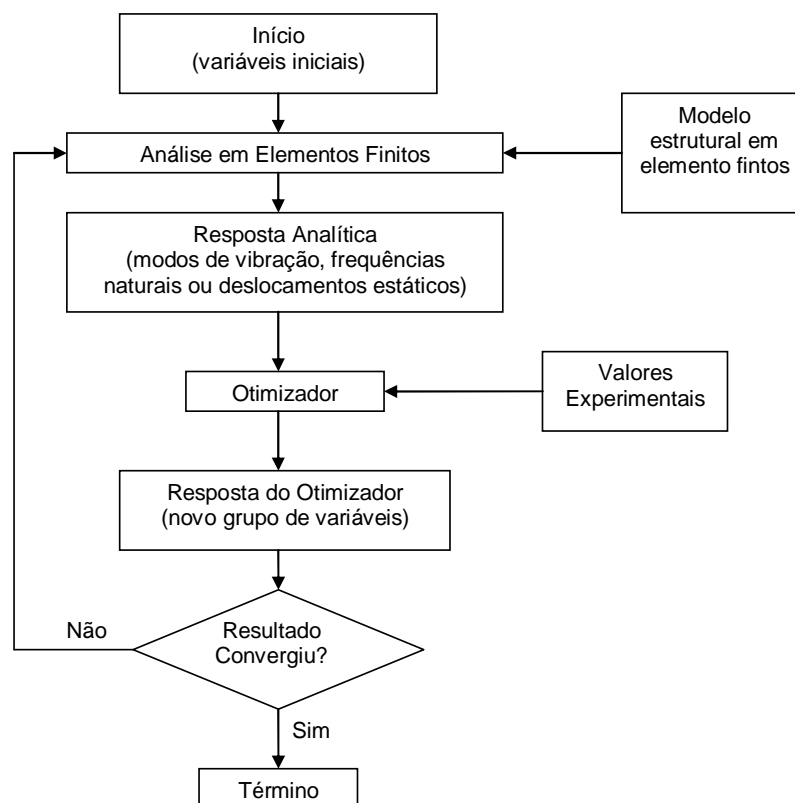 Início
(variáveis iniciais)
Análise em Elementos Finitos
Modelo
estrutural em
elemento fintos
Resposta Analítica
(modos de vibração, frequências
naturais ou deslocamentos estáticos)
Otimizador
Valores
Experimentais
Resposta do Otimizador
(novo grupo de variáveis)
Não
Resultado
Convergiu?
Sim
Término